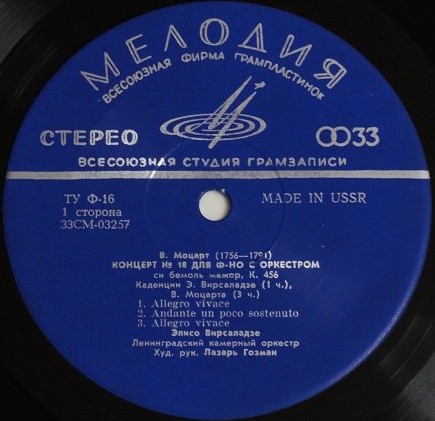 МЕЛОДИЯ
ВСЕСОЮЗНАЯ ФИРМА ГРАМПЛАСТИНОК
СТЕРЕО
33
ВСЕСОЮЗНАЯ СТУДИЯ ГРАМЗАПИСИ
ТУ Ф-16
MADE IN USSR
1 сторона
33СМ-03257
В. Моцарт (1756—1791)
КОНЦЕРТ № 18 ДЛЯ Ф-НО С ОРКЕСТРОМ
си бемоль мажор, К. 456
Каденции Э. Вирсаладзе (1 ч.),
В. Моцарта (3 ч.)
1. Allegro vivace
2. Andante un poco sostenuto
3. Allegro vivace
Элисо Вирсаладзе
Ленинградский камерный оркестр
Худ. рук. Лазарь Гозман